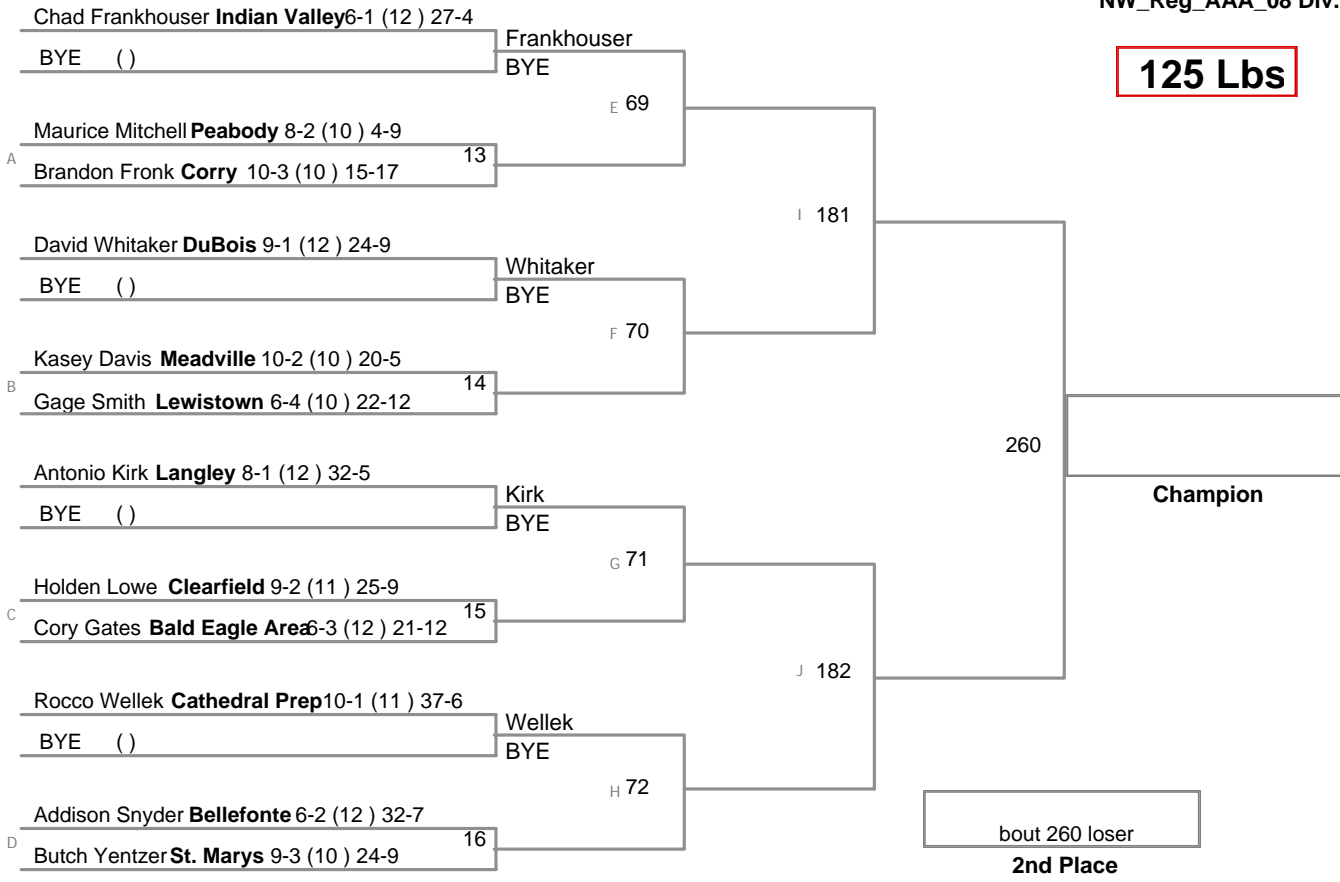 NW_Reg_AAA_08 Div.
125 Lbs
Chad Frankhouser Indian Valley 6-1 (12 ) 27-4
BYE ( )
Frankhouser
BYE
E 69
Maurice Mitchell Peabody 8-2 (10 ) 4-9
A
13
Brandon Fronk Corry 10-3 (10 ) 15-17
I 181
David Whitaker DuBois 9-1 (12 ) 24-9
BYE ( )
Whitaker
BYE
F 70
Kasey Davis Meadville 10-2 (10 ) 20-5
B
14
Gage Smith Lewistown 6-4 (10 ) 22-12
260
Champion
Antonio Kirk Langley 8-1 (12 ) 32-5
BYE ( )
Kirk
BYE
G 71
Holden Lowe Clearfield 9-2 (11 ) 25-9
C
15
Cory Gates Bald Eagle Area 6-3 (12 ) 21-12
J 182
Rocco Wellek Cathedral Prep 10-1 (11 ) 37-6
BYE ( )
Wellek
BYE
H 72
Addison Snyder Bellefonte 6-2 (12 ) 32-7
D
16
Butch Yentzer St. Marys 9-3 (10 ) 24-9
bout 260 loser
2nd Place